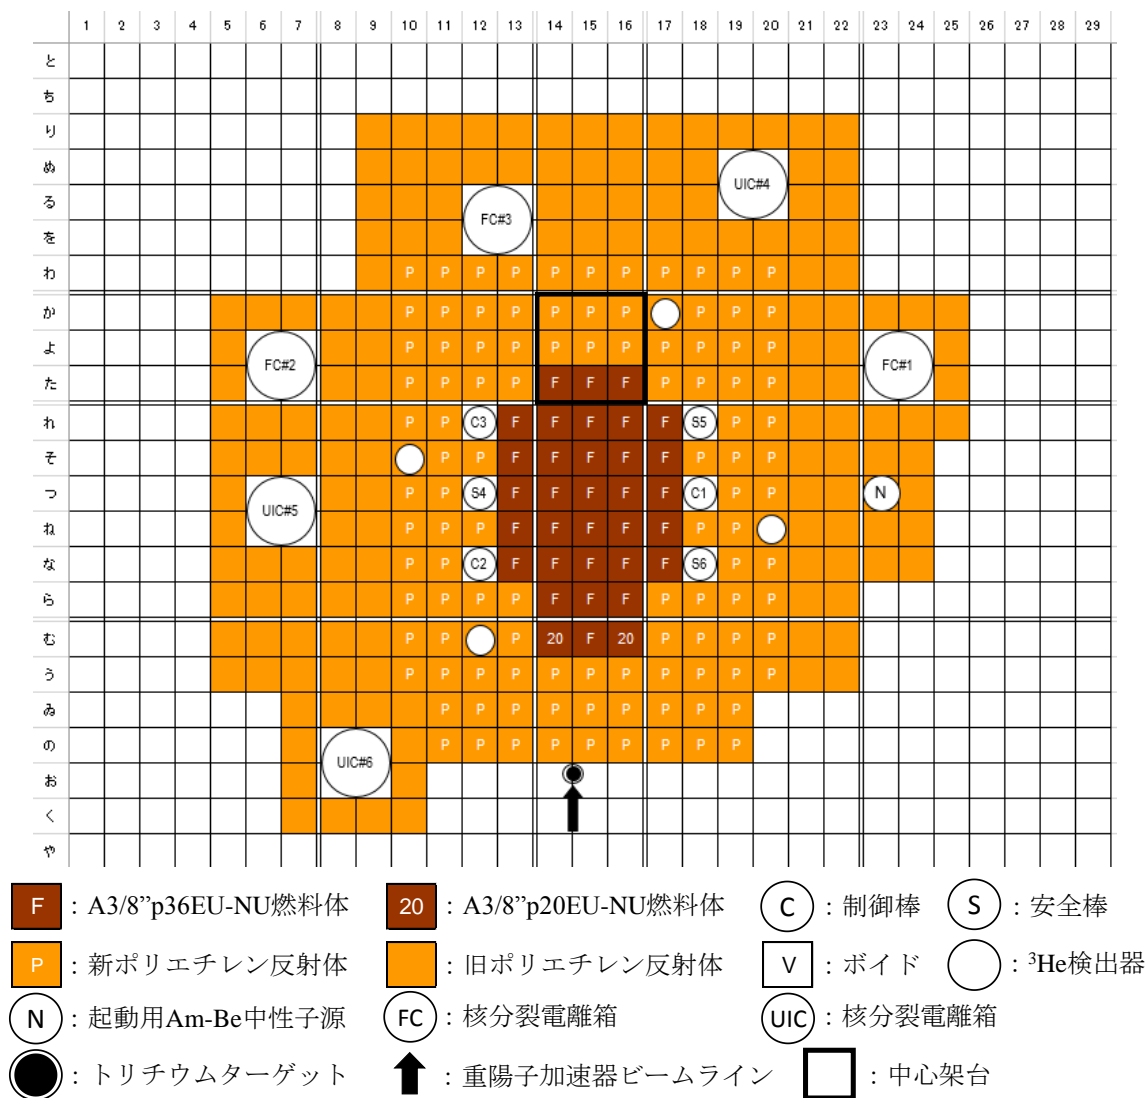 1 2 3 4 5 6 7 8 9 10 11 12 13 14 15 16 17 18 19 20 21 22 23 24 25 26 27 28 29
と
ち
り
ぬ
UIC#4
る
FC#3
を
わ P P P P P P P P P P P
か P P P P P P P P P P
よ P P P P P P P P P P P
FC#2 FC#1
た P P P P F F F P P P P
れ P P C3 F F F F F S5 P P
そ P P F F F F F P P P
つ P P S4 F F F F F C1 P P N
UIC#5
ね P P P F F F F F P P
な P P C2 F F F F F S6 P P
ら P P P P F F F P P P P
む P P P 20 F 20 P P P P
う P P P P P P P P P P P
ゐ P P P P P P P P P
の P P P P P P P P P
UIC#6
お
く
や
F : A3/8”p36EU-NU燃料体 20 : A3/8”p20EU-NU燃料体 C : 制御棒 S : 安全棒
P : 新ポリエチレン反射体 : 旧ポリエチレン反射体 V : ボイド : ³He検出器
N : 起動用Am-Be中性子源 FC : 核分裂電離箱 UIC : 核分裂電離箱
: トリチウムターゲット : 重陽子加速器ビームライン : 中心架台